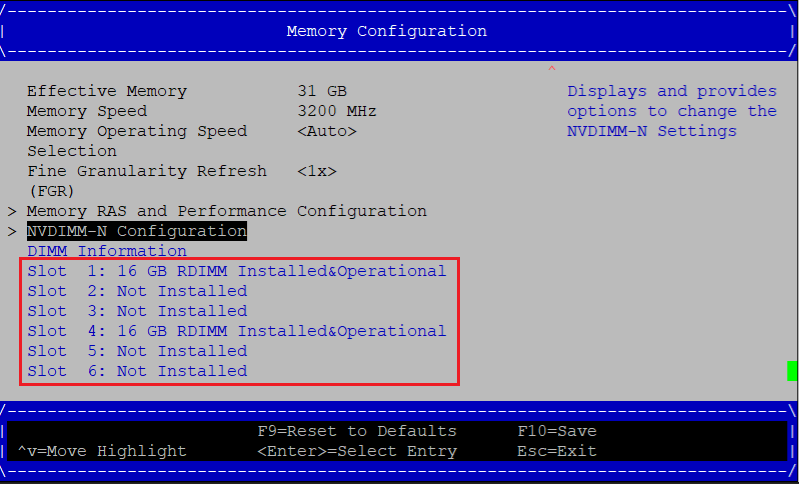 /------------------------------------------------------------------------------\
|                            Memory Configuration                              |
\------------------------------------------------------------------------------/
^
Effective Memory           31 GB                      Displays and provides
Memory Speed               3200 MHz                   options to change the
Memory Operating Speed     <Auto>                     NVDIMM-N Settings
Selection
Fine Granularity Refresh   <1x>
(FGR)
> Memory RAS and Performance Configuration
> NVDIMM-N Configuration
DIMM Information
Slot  1: 16 GB RDIMM Installed&Operational
Slot  2: Not Installed
Slot  3: Not Installed
Slot  4: 16 GB RDIMM Installed&Operational
Slot  5: Not Installed
Slot  6: Not Installed
/------------------------------------------------------------------------------\
|                         F9=Reset to Defaults      F10=Save                   |
| ^v=Move Highlight       <Enter>=Select Entry      Esc=Exit                   |
\------------------------------------------------------------------------------/